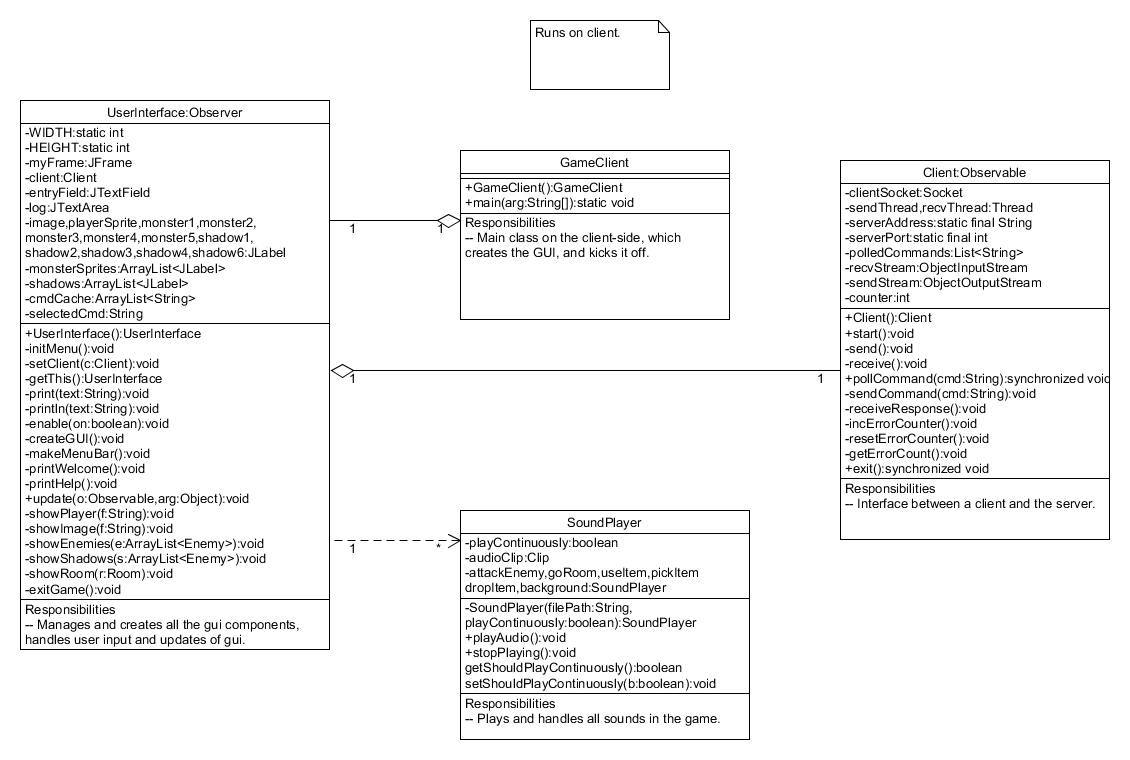 Runs on client.
UserInterface:Observer
-WIDTH:static int
-HEIGHT:static int
-myFrame:JFrame
-client:Client
-entryField:JTextField
-log:JTextArea
-image,playerSprite,monster1,monster2,
monster3,monster4,monster5,shadow1,
shadow2,shadow3,shadow4,shadow6:JLabel
-monsterSprites:ArrayList<JLabel>
-shadows:ArrayList<JLabel>
-cmdCache:ArrayList<String>
-selectedCmd:String
+UserInterface():UserInterface
-initMenu():void
-setClient(c:Client):void
-getThis():UserInterface
-print(text:String):void
-println(text:String):void
-enable(on:boolean):void
-createGUI():void
-makeMenuBar():void
-printWelcome():void
-printHelp():void
+update(o:Observable,arg:Object):void
-showPlayer(f:String):void
-showImage(f:String):void
-showEnemies(e:ArrayList<Enemy>):void
-showShadows(s:ArrayList<Enemy>):void
-showRoom(r:Room):void
-exitGame():void
Responsibilities
-- Manages and creates all the gui components,
handles user input and updates of gui.
1
1
GameClient
+GameClient():GameClient
+main(arg:String[]):static void
Responsibilities
-- Main class on the client-side, which
creates the GUI, and kicks it off.
1
1
Client:Observable
-clientSocket:Socket
-sendThread,recvThread:Thread
-serverAddress:static final String
-serverPort:static final int
-polledCommands:List<String>
-recvStream:ObjectInputStream
-sendStream:ObjectOutputStream
-counter:int
+Client():Client
+start():void
-send():void
-receive():void
+pollCommand(cmd:String):synchronized void
-sendCommand(cmd:String):void
-receiveResponse():void
-incErrorCounter():void
-resetErrorCounter():void
-getErrorCount():void
+exit():synchronized void
Responsibilities
-- Interface between a client and the server.
1
*
SoundPlayer
-playContinuously:boolean
-audioClip:Clip
-attackEnemy,goRoom,useItem,pickItem
dropItem,background:SoundPlayer
-SoundPlayer(filePath:String,
playContinuously:boolean):SoundPlayer
+playAudio():void
+stopPlaying():void
getShouldPlayContinuously():boolean
setShouldPlayContinuously(b:boolean):void
Responsibilities
-- Plays and handles all sounds in the game.